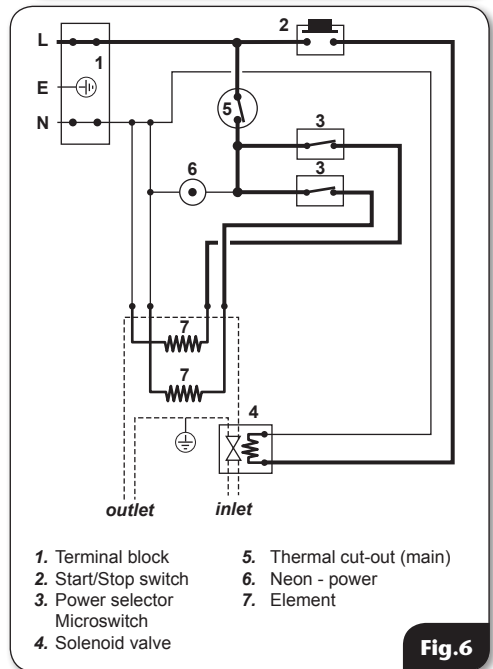 L
1
2
E
5
3
N
3
6
7
7
4
outlet
inlet
1. Terminal block
2. Start/Stop switch
3. Power selector
Microswitch
4. Solenoid valve
5. Thermal cut-out (main)
6. Neon - power
7. Element
Fig.6